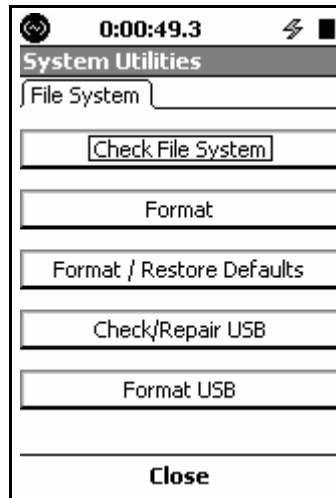 0:00:49.3
System Utilities
File System
Check File System
Format
Format / Restore Defaults
Check/Repair USB
Format USB
Close